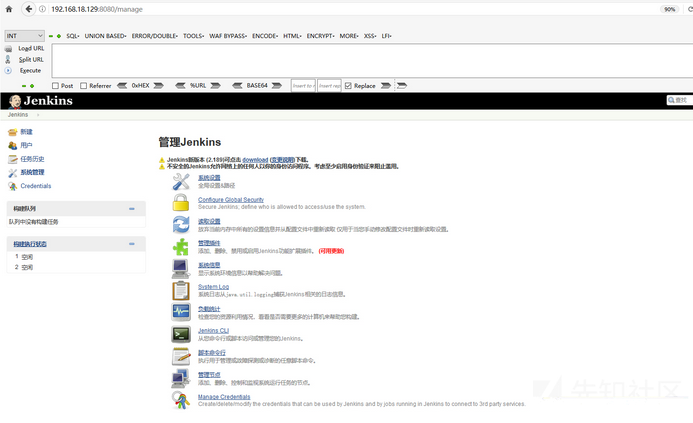 192.168.18.129:8080/manage
90%
INT
SQL· UNION BASED· ERROR/DOUBLE· TOOLS· WAF BYPASS· ENCODE· HTML· ENCRYPT· MORE· XSS· LFI·
Load URL
Split URL
Execute
Post Referrer 0xHEX %URL BASE64 Replace
Jenkins
查找
Jenkins
新建
用户
任务历史
系统管理
Credentials
构建队列
队列中没有构建任务
构建执行状态
1 空闲
2 空闲
管理Jenkins
Jenkins新版本 (2.189)可点击 download (变更说明)下载。
不安全的Jenkins允许网络上的任何人以你的身份访问程序。考虑至少启用身份验证来阻止滥用。
系统设置
全局设置&路径
Configure Global Security
Secure Jenkins; define who is allowed to access/use the system.
读取设置
放弃当前内存中所有的设置信息并从配置文件中重新读取 仅用于当您手动修改配置文件时重新读取设置。
管理插件
添加、删除、禁用或启用Jenkins功能扩展插件。 (可用更新)
系统信息
显示系统环境信息以帮助解决问题。
System Log
系统日志从java.util.logging捕获Jenkins相关的日志信息。
负载统计
检查您的资源利用情况，看看是否需要更多的计算机来帮助您构建。
Jenkins CLI
从您命令行或脚本访问或管理您的Jenkins。
脚本命令行
执行用于管理或故障探测或诊断的任意脚本命令。
管理节点
添加、删除、控制和监视系统运行任务的节点。
Manage Credentials
Create/delete/modify the credentials that can be used by Jenkins and by jobs running in Jenkins to connect to 3rd party services.
先知社区